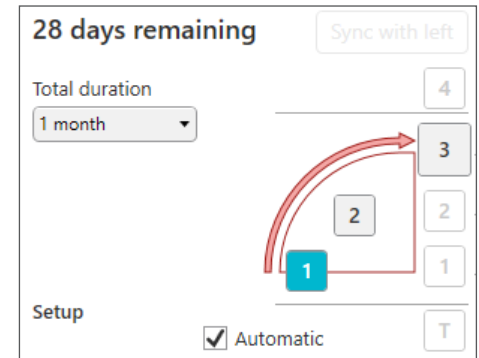 28 days remaining
Sync with left
Total duration
4
1 month
3
2
2
1
1
Setup
Automatic
T